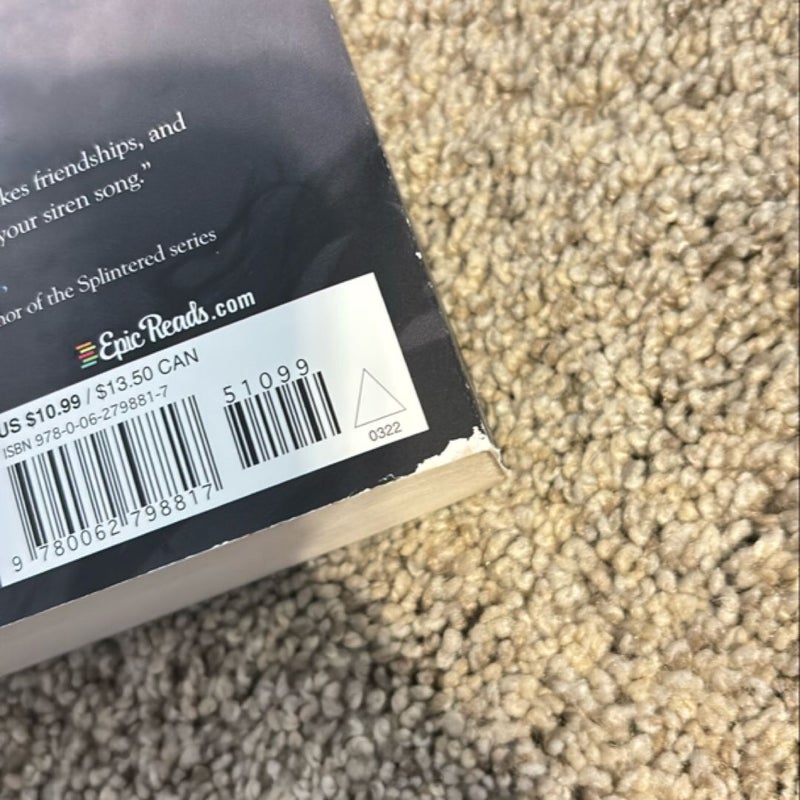 kes friendships, and
your siren song.”
hor of the Splintered series
EpicReads.com
US $10.99 / $13.50 CAN
ISBN 978-0-06-279881-7
51099
9 780062 798817
0322